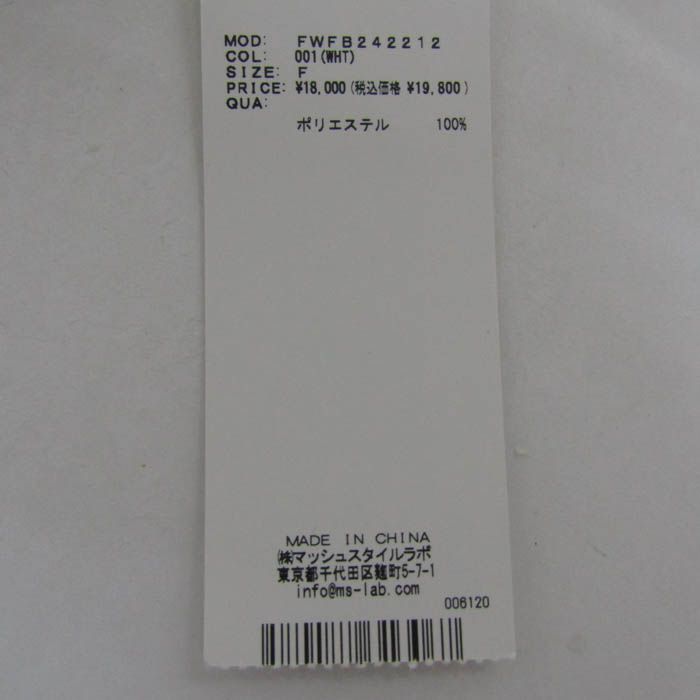 MOD: FWFB242212
COL: 001(WHT)
SIZE: F
PRICE: ¥18,000(税込価格 ¥19,800)
QUA:
ポリエステル 100%
MADE IN CHINA
㈱マッシュスタイルラボ
東京都千代田区麹町5-7-1
info@ms-lab.com
006120